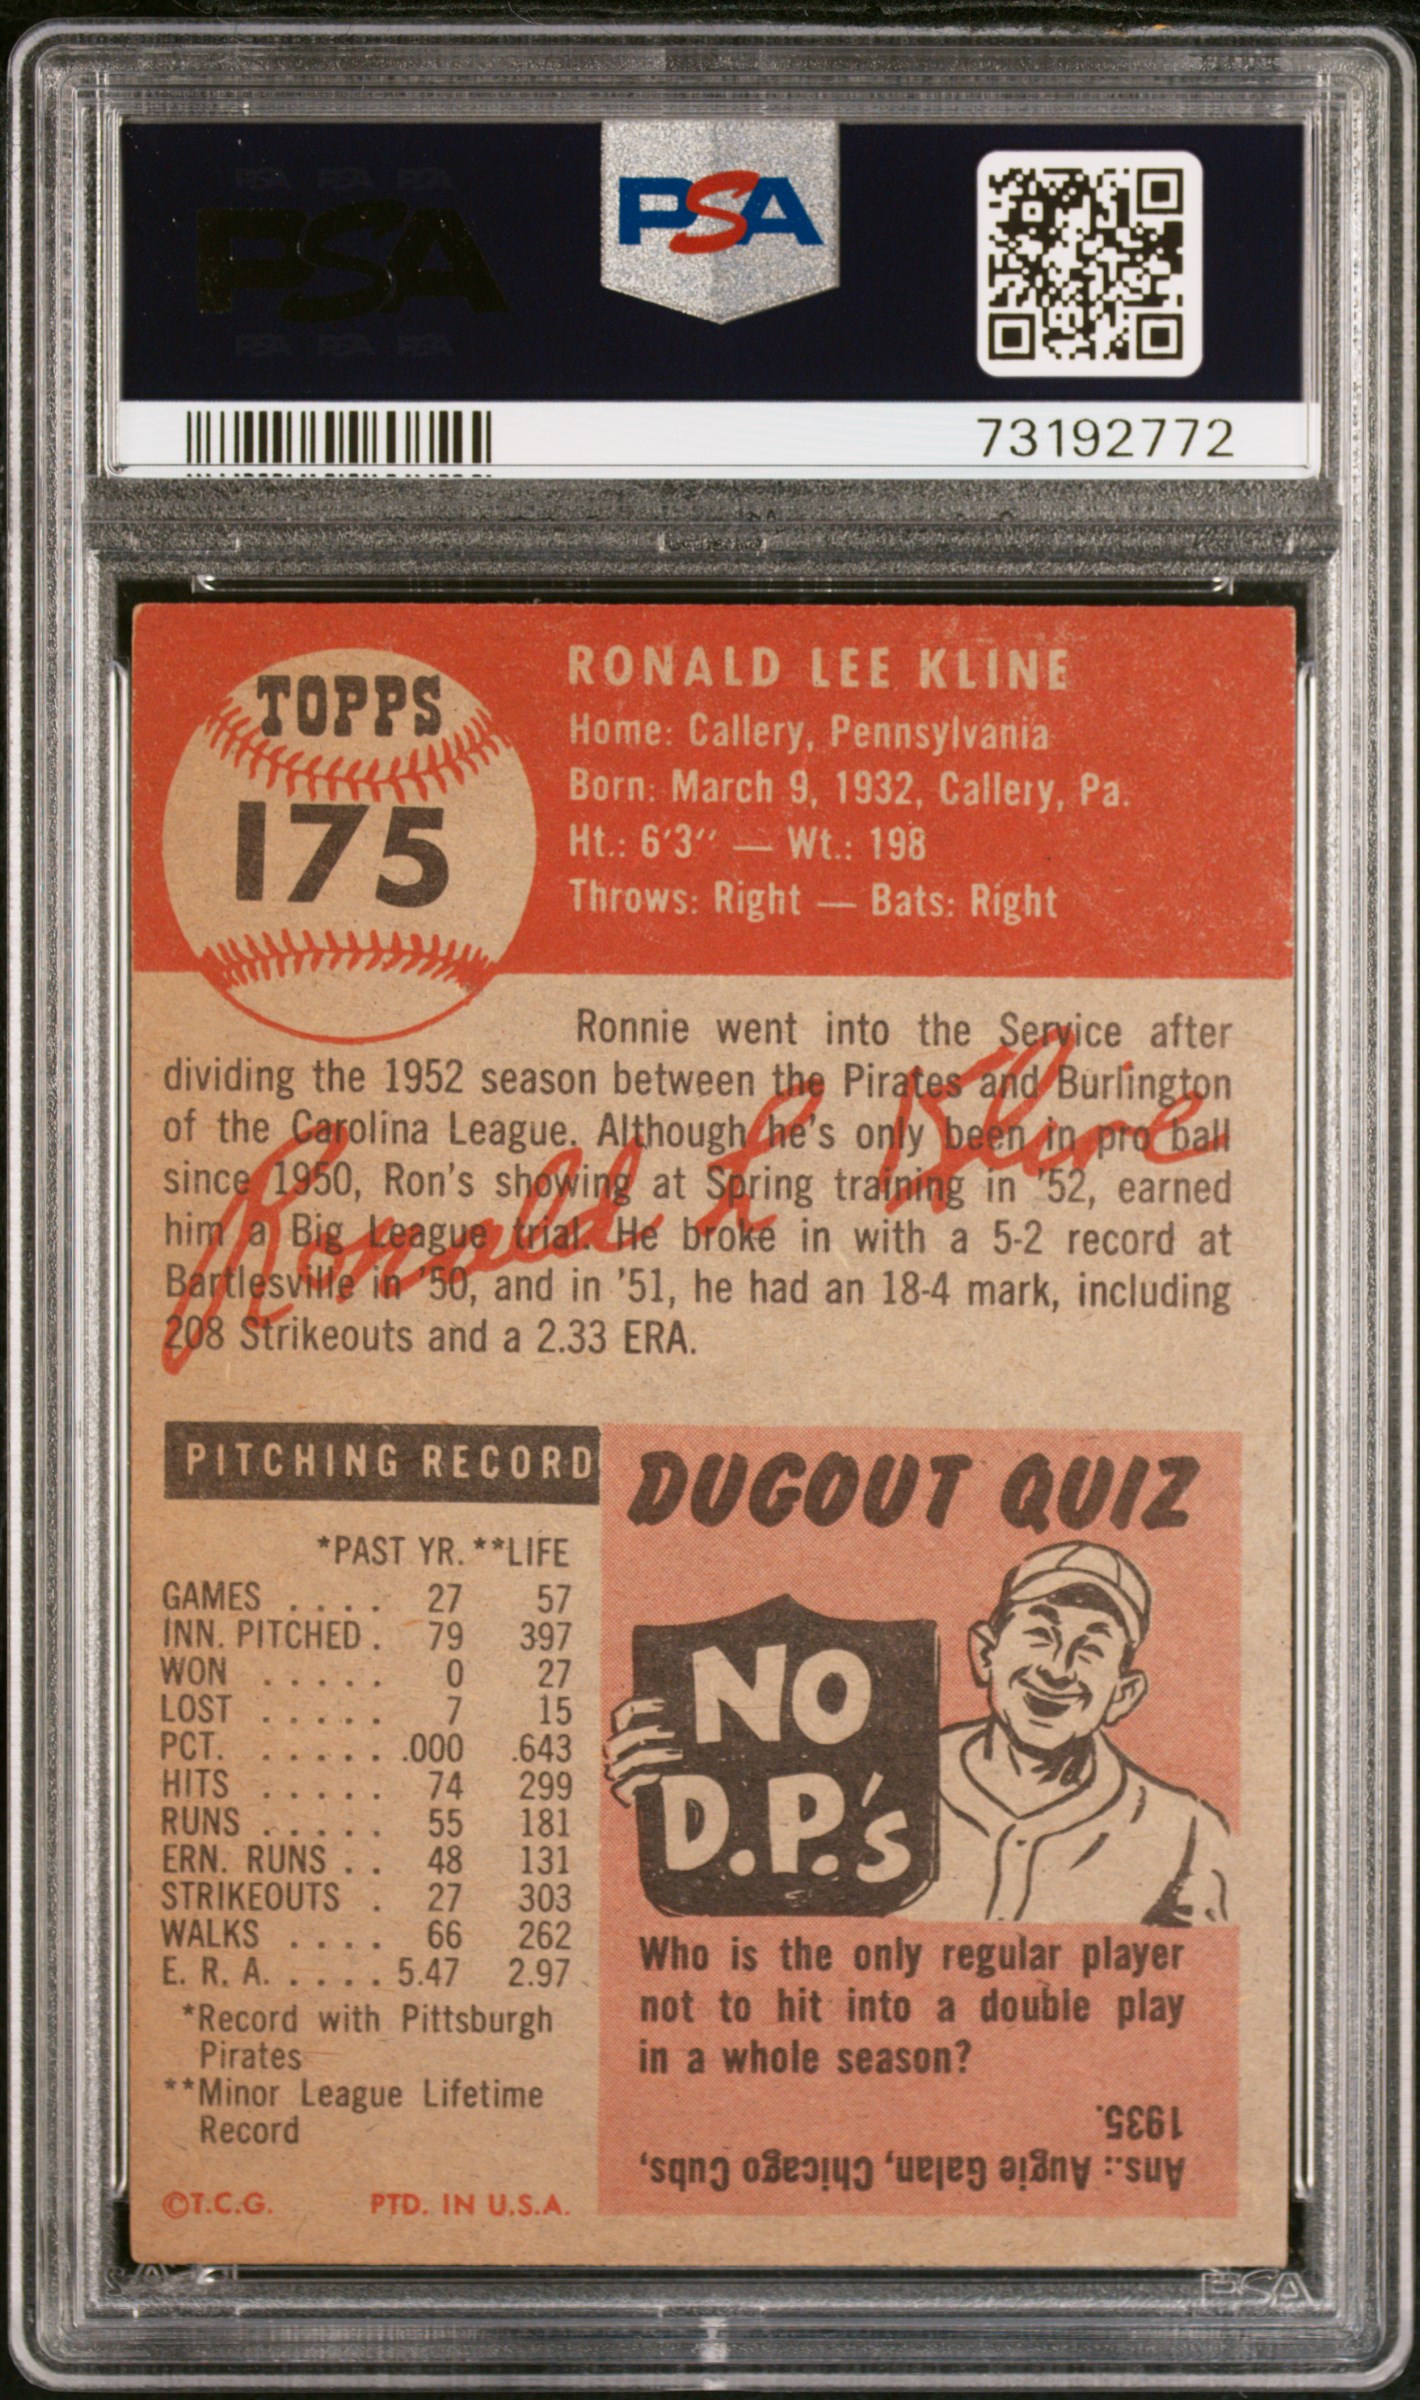 PSA PSA PSA
PSA
PSA PSA PSA
PSA
73192772
TOPPS
175
RONALD LEE KLINE
Home: Callery, Pennsylvania
Born: March 9, 1932, Callery, Pa.
Ht.: 6'3" — Wt.: 198
Throws: Right — Bats: Right
Ronnie went into the Service after
dividing the 1952 season between the Pirates and Burlington
of the Carolina League. Although he's only been in pro ball
since 1950, Ron's showing at Spring training in '52, earned
him a Big League trial. He broke in with a 5-2 record at
Bartlesville in '50, and in '51, he had an 18-4 mark, including
208 Strikeouts and a 2.33 ERA.
Ronald L Kline
PITCHING RECORD
*PAST YR. **LIFE
GAMES . . . . 27 57
INN. PITCHED . 79 397
WON . . . . . 0 27
LOST . . . . . 7 15
PCT. . . . . . .000 .643
HITS . . . . . 74 299
RUNS . . . . . 55 181
ERN. RUNS . . 48 131
STRIKEOUTS . 27 303
WALKS . . . . 66 262
E. R. A. . . . . 5.47 2.97
*Record with Pittsburgh
Pirates
**Minor League Lifetime
Record
©T.C.G. PTD. IN U.S.A.
DUGOUT QUIZ
NO
D.P.'s
Who is the only regular player
not to hit into a double play
in a whole season?
Ans.: Angie Galan, Chicago Cubs,
1935.
PSA